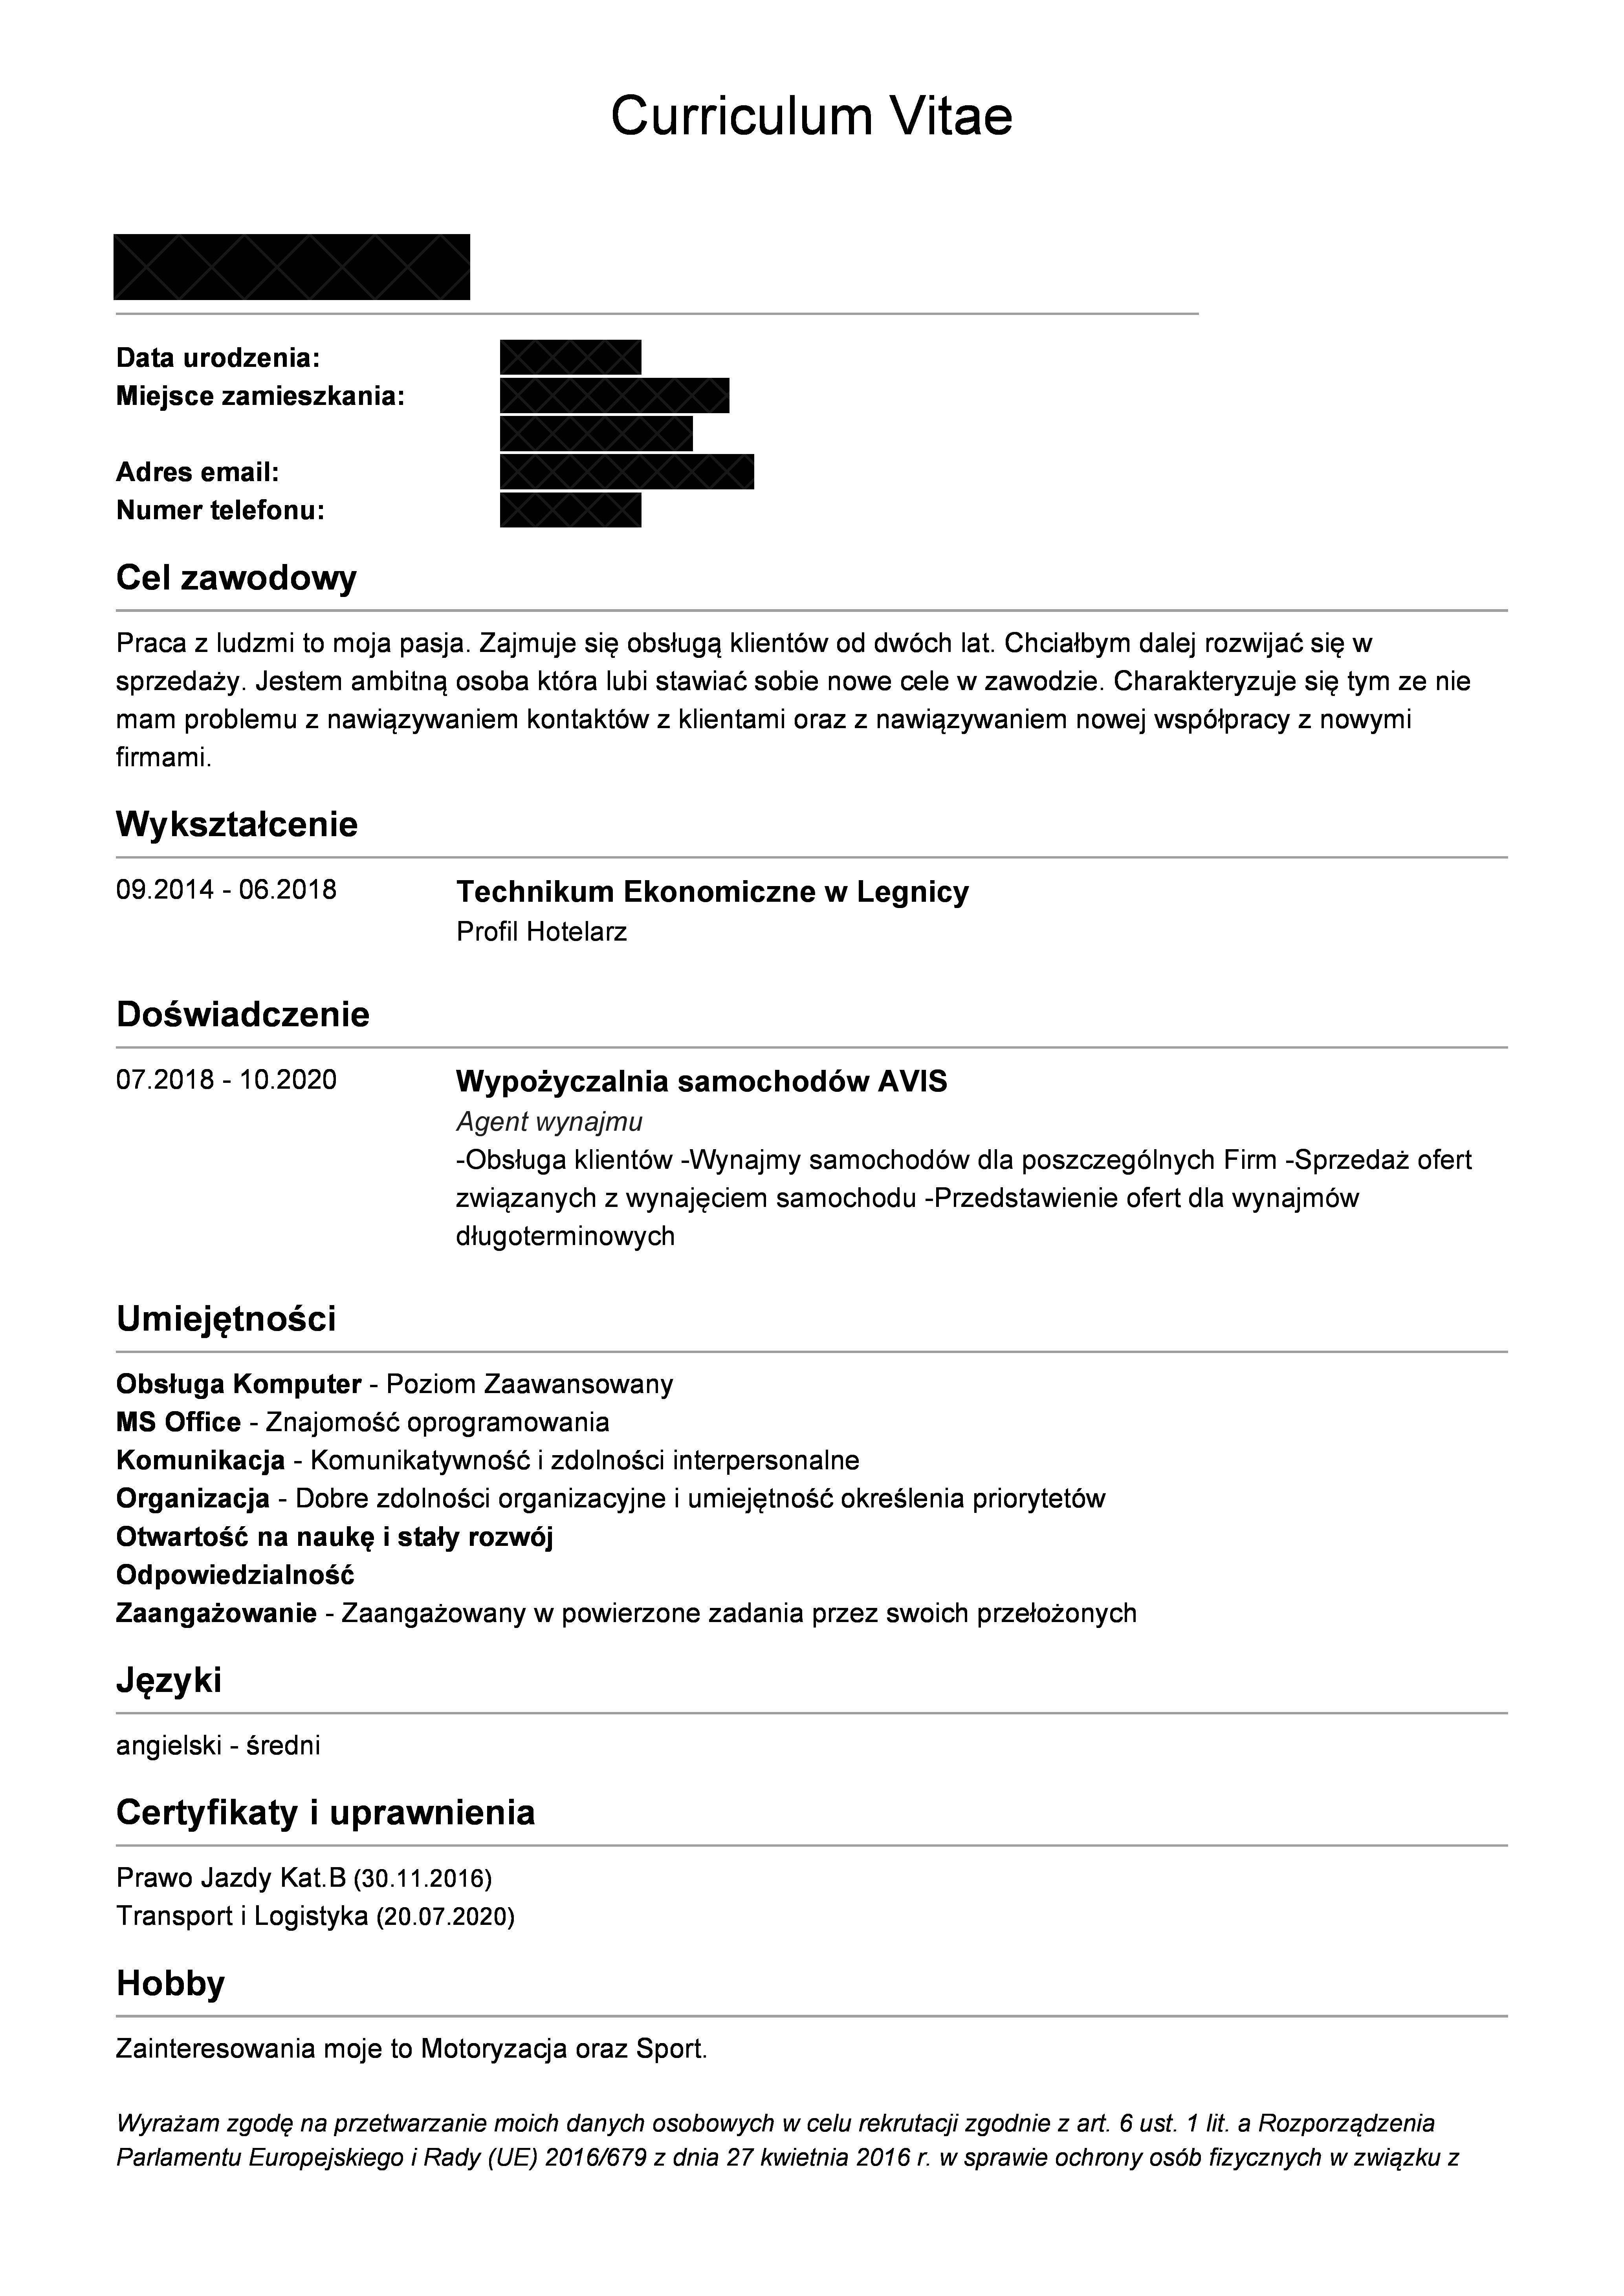 Curriculum Vitae
Data urodzenia:
Miejsce zamieszkania:
Adres email:
Numer telefonu:
Cel zawodowy
Praca z ludzmi to moja pasja. Zajmuje się obsługą klientów od dwóch lat. Chciałbym dalej rozwijać się w
sprzedaży. Jestem ambitną osoba która lubi stawiać sobie nowe cele w zawodzie. Charakteryzuje się tym ze nie
mam problemu z nawiązywaniem kontaktów z klientami oraz z nawiązywaniem nowej współpracy z nowymi
firmami.
Wykształcenie
09.2014 - 06.2018 Technikum Ekonomiczne w Legnicy
Profil Hotelarz
Doświadczenie
07.2018 - 10.2020 Wypożyczalnia samochodów AVIS
Agent wynajmu
-Obsługa klientów -Wynajmy samochodów dla poszczególnych Firm -Sprzedaż ofert
związanych z wynajęciem samochodu -Przedstawienie ofert dla wynajmów
długoterminowych
Umiejętności
Obsługa Komputer - Poziom Zaawansowany
MS Office - Znajomość oprogramowania
Komunikacja - Komunikatywność i zdolności interpersonalne
Organizacja - Dobre zdolności organizacyjne i umiejętność określenia priorytetów
Otwartość na naukę i stały rozwój
Odpowiedzialność
Zaangażowanie - Zaangażowany w powierzone zadania przez swoich przełożonych
Języki
angielski - średni
Certyfikaty i uprawnienia
Prawo Jazdy Kat.B (30.11.2016)
Transport i Logistyka (20.07.2020)
Hobby
Zainteresowania moje to Motoryzacja oraz Sport.
Wyrażam zgodę na przetwarzanie moich danych osobowych w celu rekrutacji zgodnie z art. 6 ust. 1 lit. a Rozporządzenia
Parlamentu Europejskiego i Rady (UE) 2016/679 z dnia 27 kwietnia 2016 r. w sprawie ochrony osób fizycznych w związku z